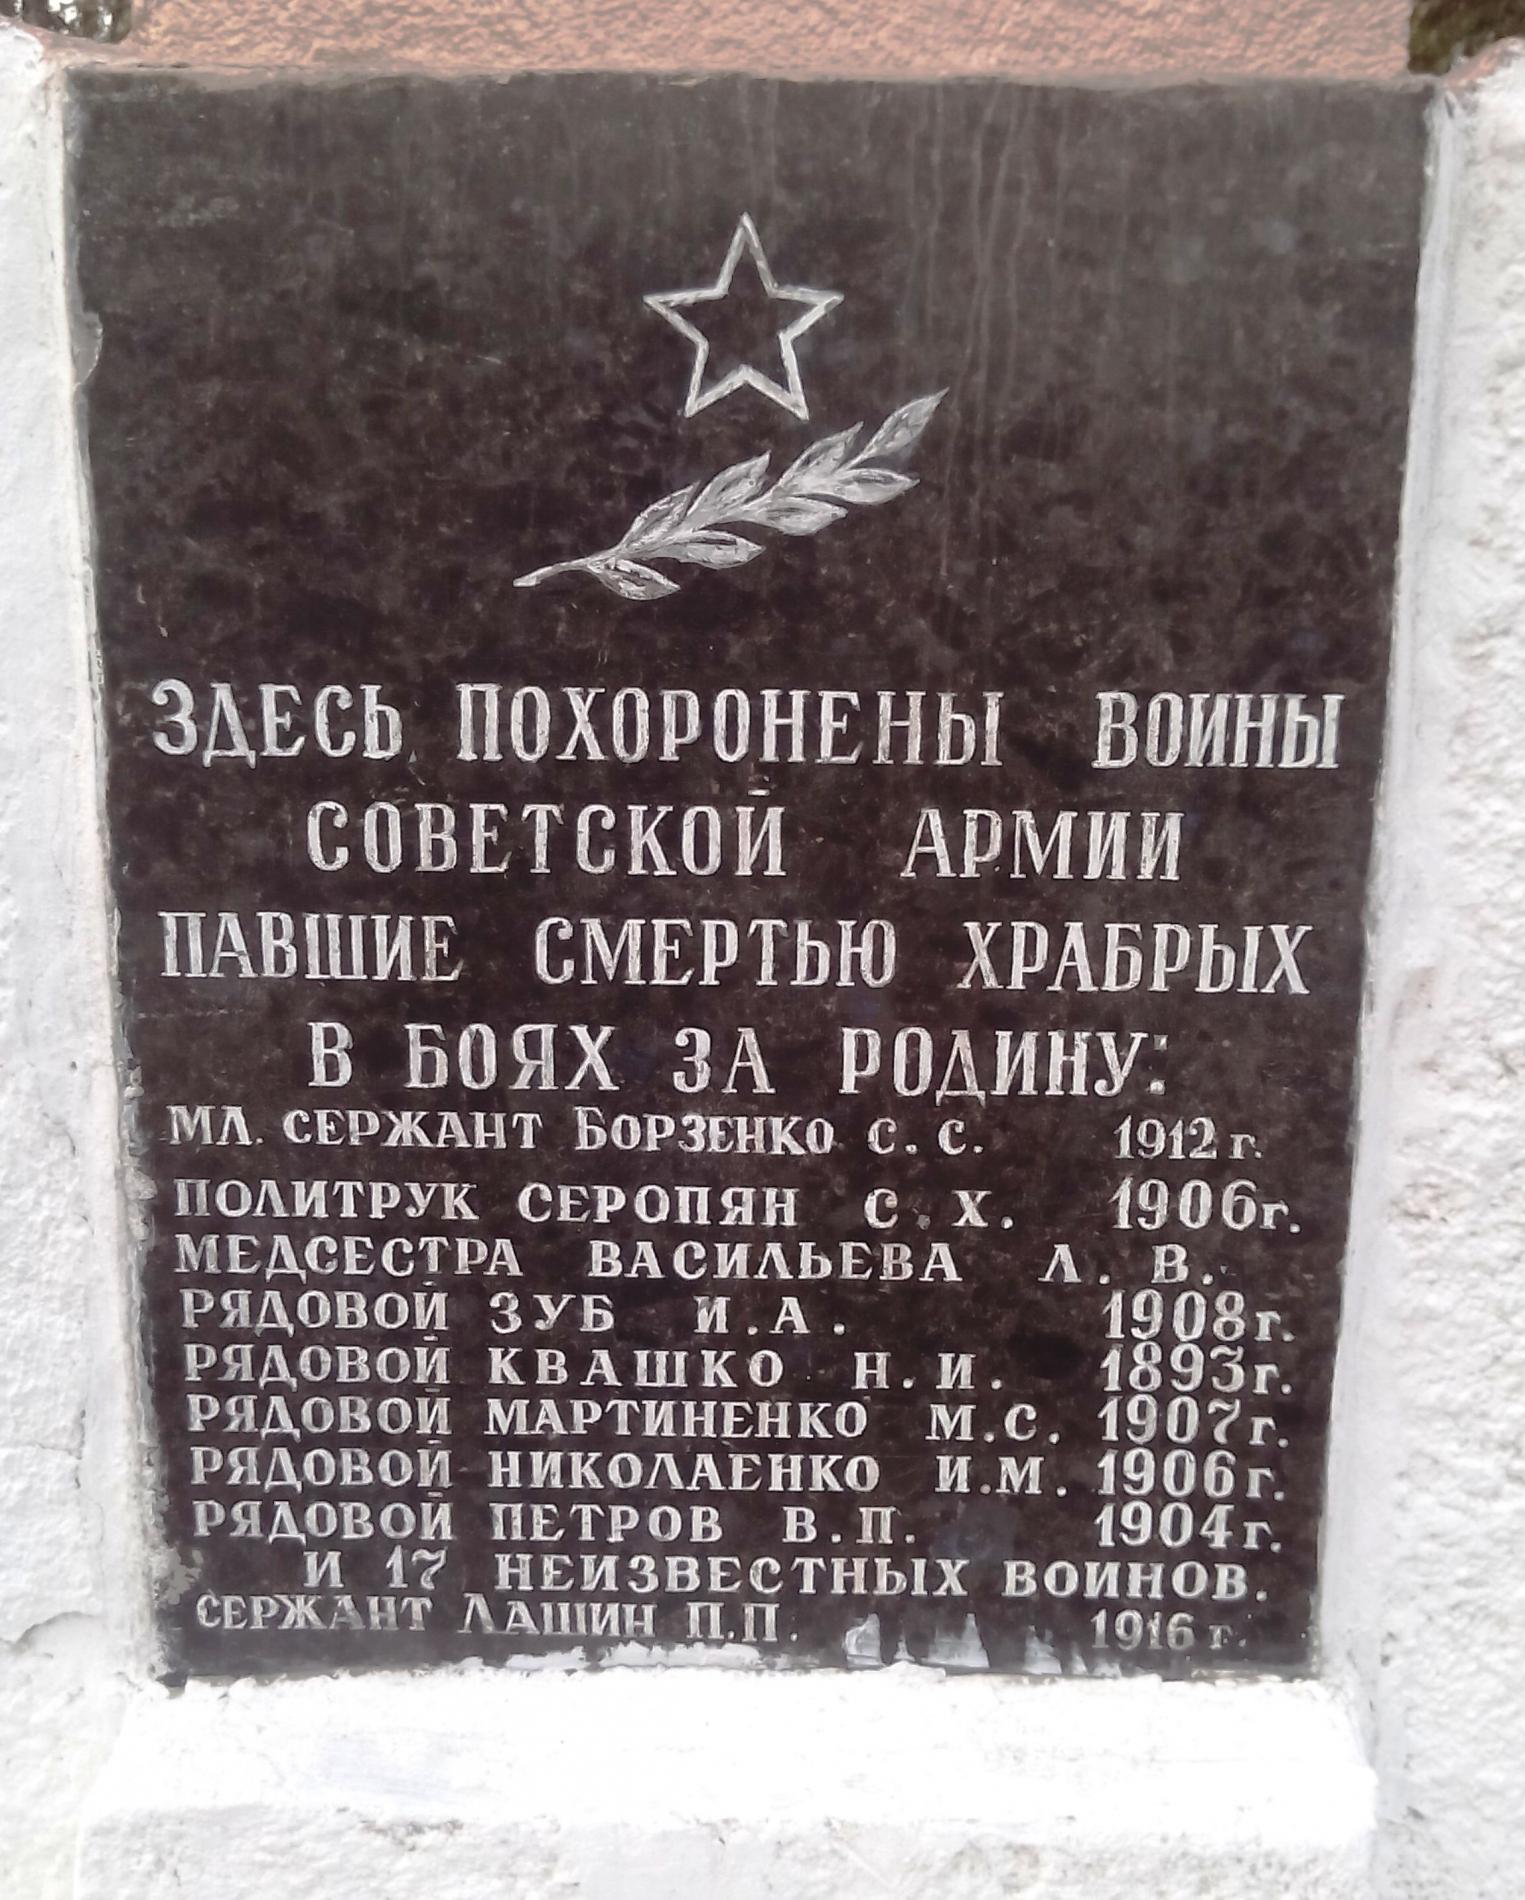 ЗДЕСЬ ПОХОРОНЕНЫ ВОИНЫ
СОВЕТСКОЙ АРМИИ
ПАВШИЕ СМЕРТЬЮ ХРАБРЫХ
В БОЯХ ЗА РОДИНУ:
МЛ. СЕРЖАНТ БОРЗЕНКО С.С. 1912 г.
ПОЛИТРУК СЕРОПЯН С.Х. 1906г.
МЕДСЕСТРА ВАСИЛЬЕВА Л.В.
РЯДОВОЙ ЗУБ И.А. 1908г.
РЯДОВОЙ КВАШКО Н.И. 1893г.
РЯДОВОЙ МАРТИНЕНКО М.С. 1907г.
РЯДОВОЙ НИКОЛАЕНКО И.М. 1906г.
РЯДОВОЙ ПЕТРОВ В.П. 1904г.
И 17 НЕИЗВЕСТНЫХ ВОИНОВ.
СЕРЖАНТ ЛАШИН П.П. 1916 г.